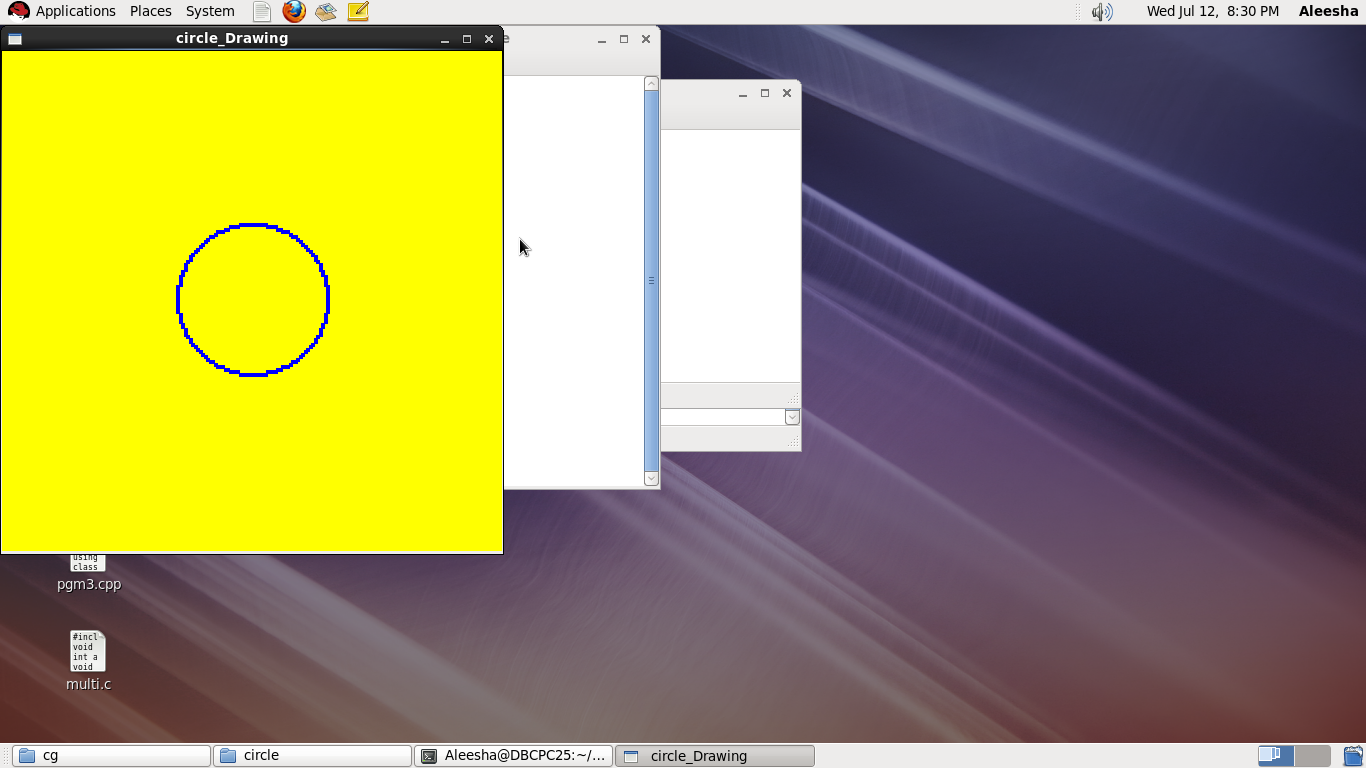 Applications Places System Wed Jul 12, 8:30 PM Aleesha
circle_Drawing
using
class
pgm3.cpp
#incl
void
int a
void
multi.c
cg circle Aleesha@DBCPC25:~/... circle_Drawing